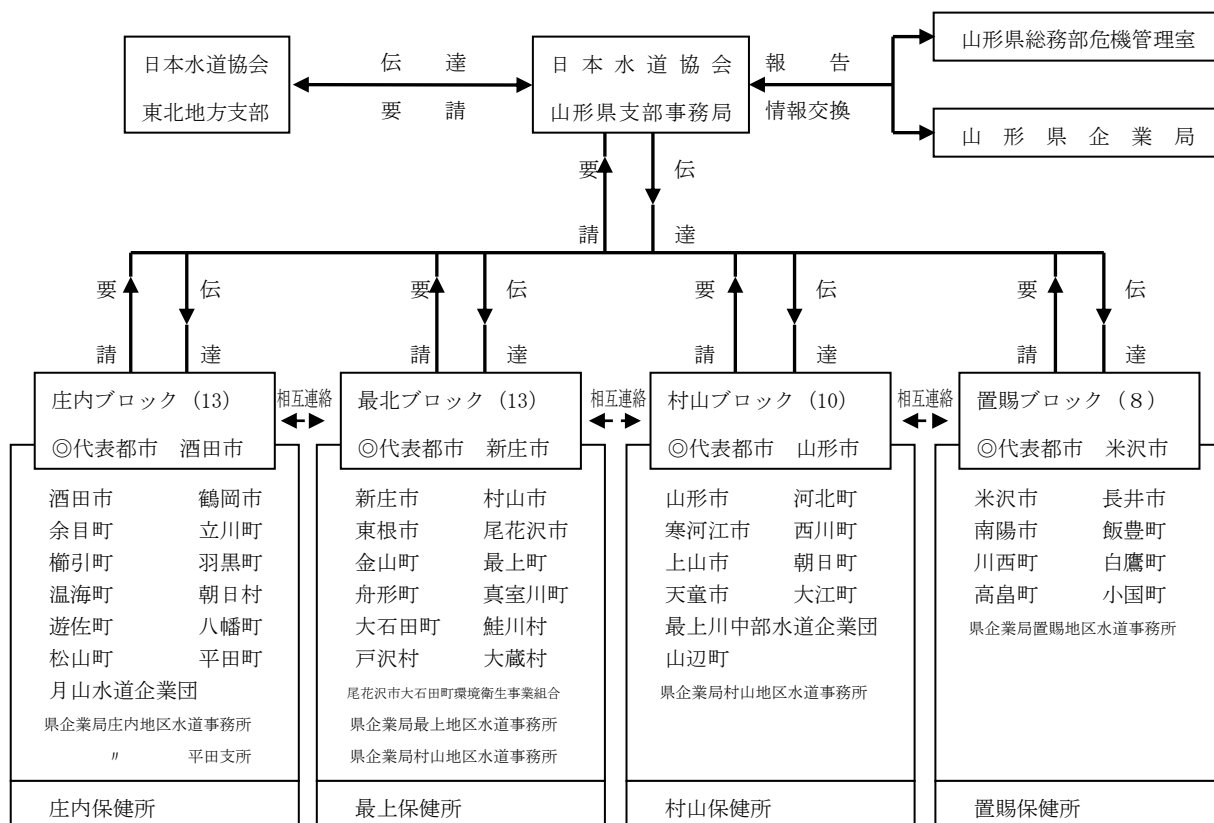 日本水道協会
東北地方支部
伝達
要請
日本水道協会
山形県支部事務局
報告
情報交換
山形県総務部危機管理室
山形県企業局
要請
伝達
要請
伝達
要請
伝達
要請
伝達
要請
伝達
庄内ブロック（13）
◎代表都市 酒田市
相互連絡
最北ブロック（13）
◎代表都市 新庄市
相互連絡
村山ブロック（10）
◎代表都市 山形市
相互連絡
置賜ブロック（８）
◎代表都市 米沢市
酒田市 鶴岡市
余目町 立川町
櫛引町 羽黒町
温海町 朝日村
遊佐町 八幡町
松山町 平田町
月山水道企業団
県企業局庄内地区水道事務所
〃 平田支所
庄内保健所
新庄市 村山市
東根市 尾花沢市
金山町 最上町
舟形町 真室川町
大石田町 鮭川村
戸沢村 大蔵村
尾花沢市大石田町環境衛生事業組合
県企業局最上地区水道事務所
県企業局村山地区水道事務所
最上保健所
山形市 河北町
寒河江市 西川町
上山市 朝日町
天童市 大江町
最上川中部水道企業団
山辺町
県企業局村山地区水道事務所
村山保健所
米沢市 長井市
南陽市 飯豊町
川西町 白鷹町
高畠町 小国町
県企業局置賜地区水道事務所
置賜保健所